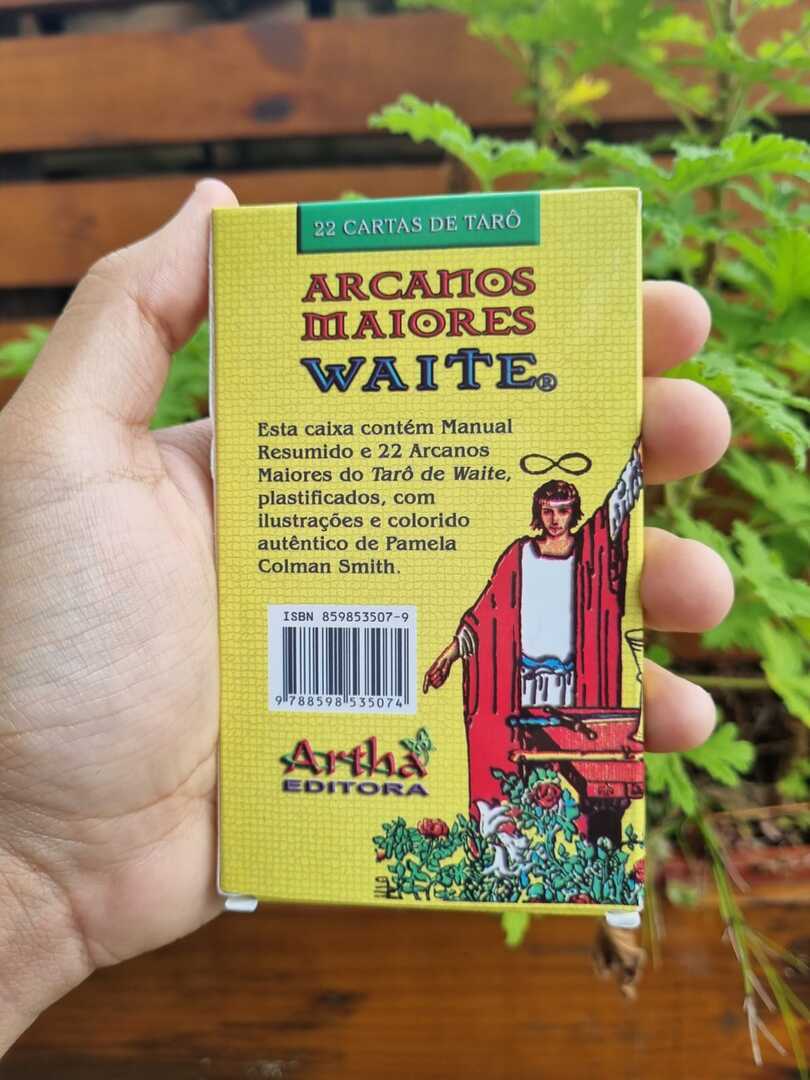 22 CARTAS DE TARÔ
ARCANOS
MAIORES
WAITE®
Esta caixa contém Manual
Resumido e 22 Arcanos
Maiores do Tarô de Waite,
plastificados, com
ilustrações e colorido
autêntico de Pamela
Colman Smith.
ISBN 859853507-9
9 788598 535074
Artha
EDITORA